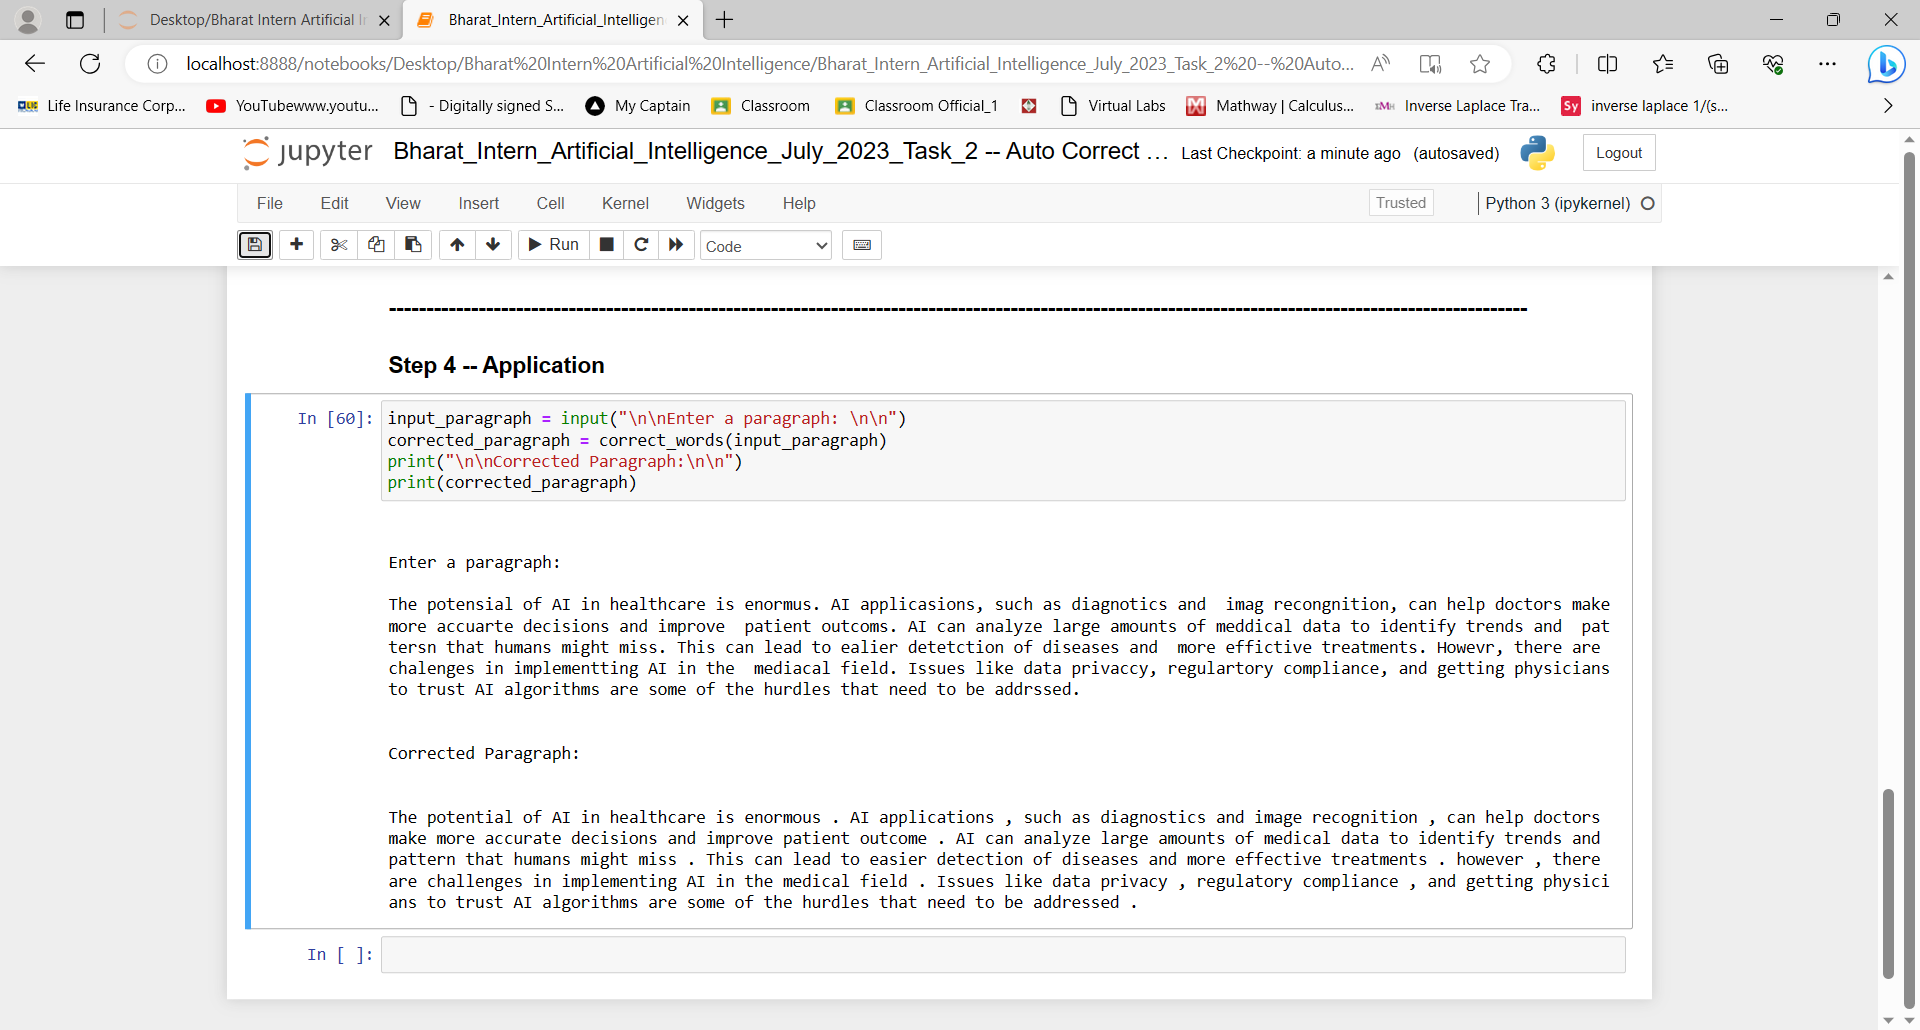 Desktop/Bharat Intern Artificial I
Bharat_Intern_Artificial_Intelligen
localhost:8888/notebooks/Desktop/Bharat%20Intern%20Artificial%20Intelligence/Bharat_Intern_Artificial_Intelligence_July_2023_Task_2%20--%20Auto...
Life Insurance Corp... YouTubewww.youtu... - Digitally signed S... My Captain Classroom Classroom Official_1 Virtual Labs Mathway | Calculus... Inverse Laplace Tra... Sy inverse laplace 1/(s...
jupyter Bharat_Intern_Artificial_Intelligence_July_2023_Task_2 -- Auto Correct ... Last Checkpoint: a minute ago (autosaved) Logout
File Edit View Insert Cell Kernel Widgets Help Trusted Python 3 (ipykernel)
Run Code
--------------------------------------------------------------------------------------------------------------------------------------------------------------
Step 4 -- Application
In [60]: input_paragraph = input("\n\nEnter a paragraph: \n\n")
corrected_paragraph = correct_words(input_paragraph)
print("\n\nCorrected Paragraph:\n\n")
print(corrected_paragraph)
Enter a paragraph:
The potensial of AI in healthcare is enormus. AI applicasions, such as diagnotics and  imag recongnition, can help doctors make
more accuarte decisions and improve  patient outcoms. AI can analyze large amounts of meddical data to identify trends and  pat
tersn that humans might miss. This can lead to ealier detetction of diseases and  more effictive treatments. Howevr, there are
chalenges in implementting AI in the  mediacal field. Issues like data privaccy, regulartory compliance, and getting physicians
to trust AI algorithms are some of the hurdles that need to be addrssed.
Corrected Paragraph:
The potential of AI in healthcare is enormous . AI applications , such as diagnostics and image recognition , can help doctors
make more accurate decisions and improve patient outcome . AI can analyze large amounts of medical data to identify trends and
pattern that humans might miss . This can lead to easier detection of diseases and more effective treatments . however , there
are challenges in implementing AI in the medical field . Issues like data privacy , regulatory compliance , and getting physici
ans to trust AI algorithms are some of the hurdles that need to be addressed .
In [ ]: